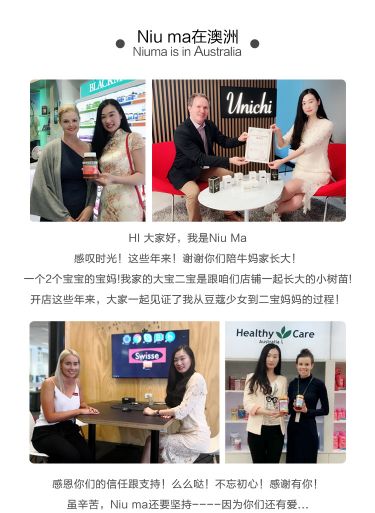 Niu ma在澳洲
Niuma is in Australia
BLACKM
Unichi
HI 大家好，我是Niu Ma
感叹时光！这些年来！谢谢你们陪牛妈家长大！
一个2个宝宝的宝妈!我家的大宝二宝是跟咱们店铺一起长大的小树苗!
开店这些年来，大家一起见证了我从豆蔻少女到二宝妈妈的过程！
Swisse
Healthy Care
Australia
感恩你们的信任跟支持！么么哒！不忘初心！感谢有你！
虽辛苦，Niu ma还要坚持----因为你们还有爱...